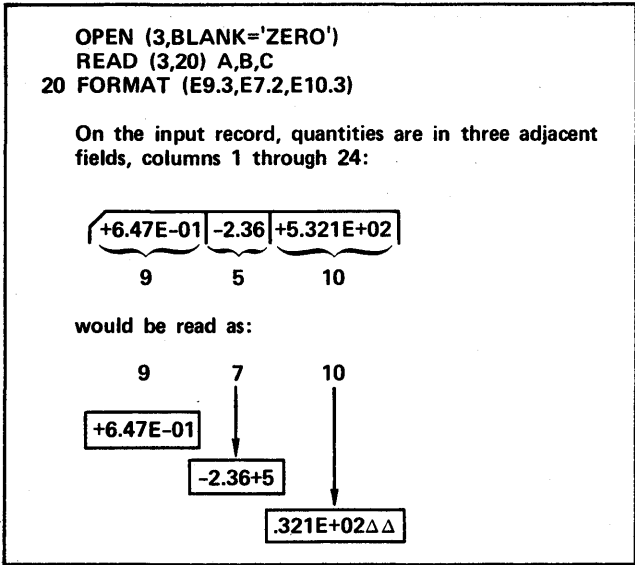 OPEN (3,BLANK='ZERO')
READ (3,20) A,B,C
20 FORMAT (E9.3,E7.2,E10.3)
On the input record, quantities are in three adjacent
fields, columns 1 through 24:
+6.47E-01 -2.36 +5.321E+02
9 5 10
would be read as:
9 7 10
+6.47E-01
-2.36+5
.321E+02ΔΔ